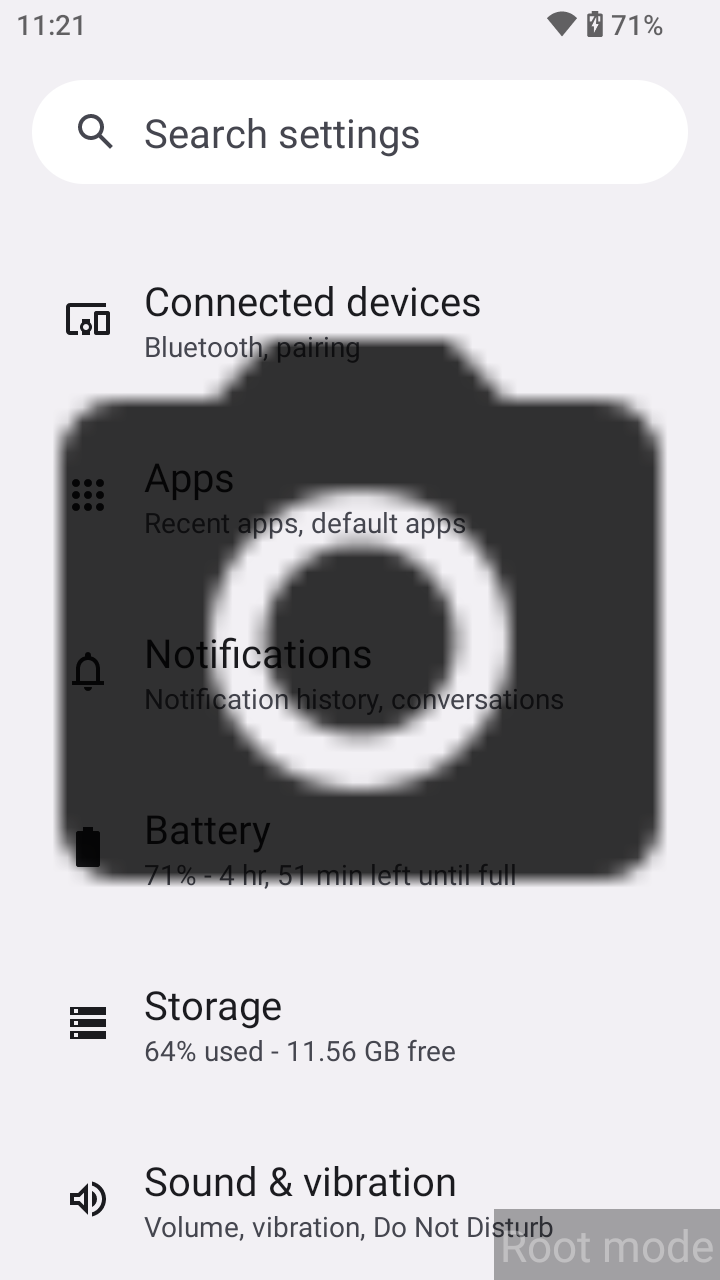 11:21
71%
Search settings
Connected devices
Bluetooth, pairing
Apps
Recent apps, default apps
Notifications
Notification history, conversations
Battery
71% - 4 hr, 51 min left until full
Storage
64% used - 11.56 GB free
Sound & vibration
Volume, vibration, Do Not Disturb
Root mode